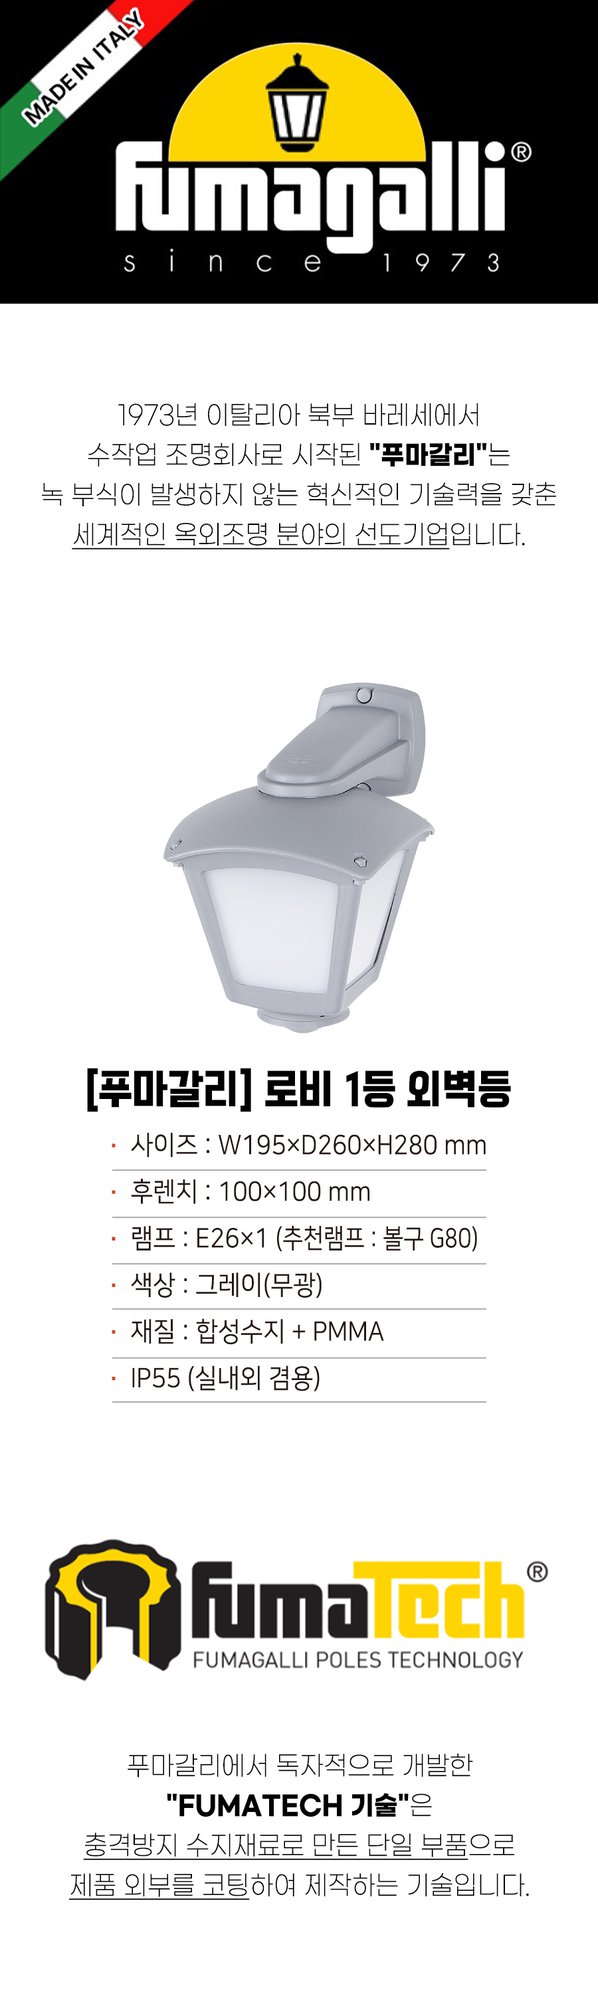 MADE IN ITALY
fumagalli®
since 1973
1973년 이탈리아 북부 바레세에서
수작업 조명회사로 시작된 "푸마갈리"는
녹 부식이 발생하지 않는 혁신적인 기술력을 갖춘
세계적인 옥외조명 분야의 선도기업입니다.
[푸마갈리] 로비 1등 외벽등
· 사이즈 : W195×D260×H280 mm
· 후렌치 : 100×100 mm
· 램프 : E26×1 (추천램프 : 볼구 G80)
· 색상 : 그레이(무광)
· 재질 : 합성수지 + PMMA
· IP55 (실내외 겸용)
fumaTech®
FUMAGALLI POLES TECHNOLOGY
푸마갈리에서 독자적으로 개발한
"FUMATECH 기술"은
충격방지 수지재료로 만든 단일 부품으로
제품 외부를 코팅하여 제작하는 기술입니다.